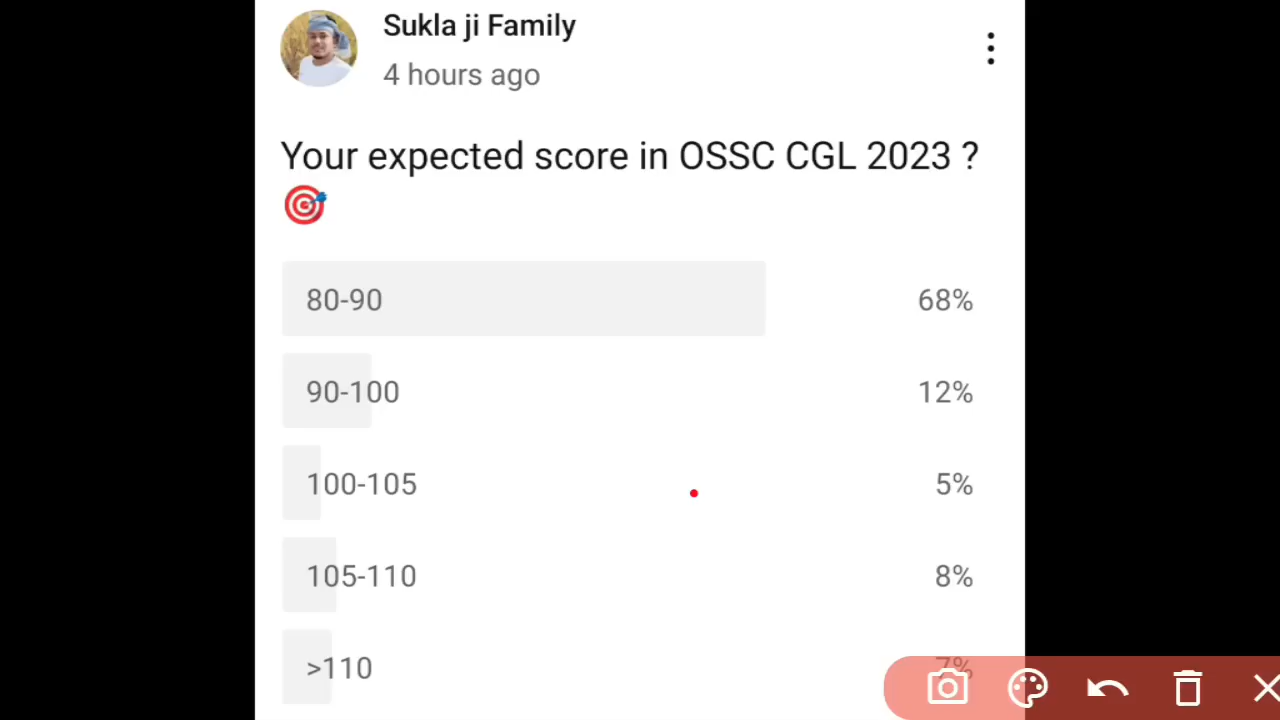 Sukla ji Family
4 hours ago
Your expected score in OSSC CGL 2023 ?
80-90 68%
90-100 12%
100-105 5%
105-110 8%
>110 7%